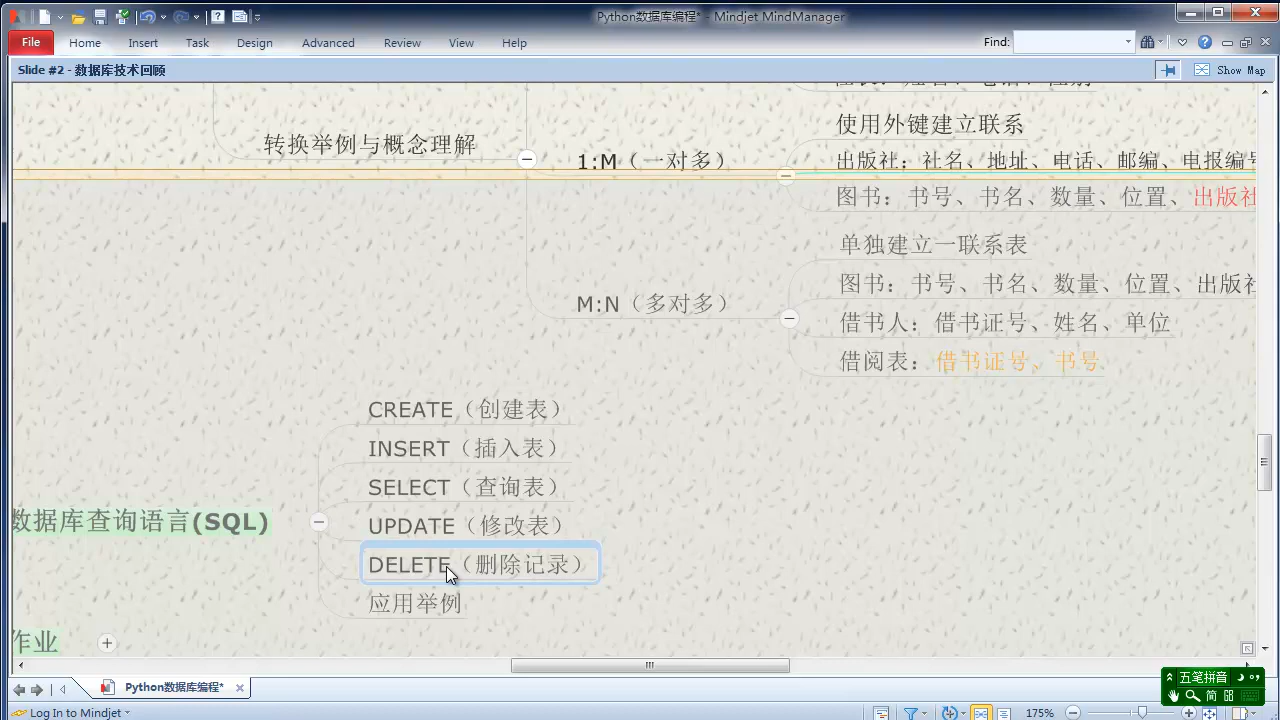 Python数据库编程* - Mindjet MindManager
File Home Insert Task Design Advanced Review View Help Find:
Slide #2 - 数据库技术回顾 Show Map
转换举例与概念理解
1:M（一对多）
使用外键建立联系
出版社：社名、地址、电话、邮编、电报编号
图书：书号、书名、数量、位置、出版社
M:N（多对多）
单独建立一联系表
图书：书号、书名、数量、位置、出版社
借书人：借书证号、姓名、单位
借阅表：借书证号、书号
数据库查询语言(SQL)
CREATE（创建表）
INSERT（插入表）
SELECT（查询表）
UPDATE（修改表）
DELETE（删除记录）
应用举例
作业
Python数据库编程*
五笔拼音
简
Log In to Mindjet 175%